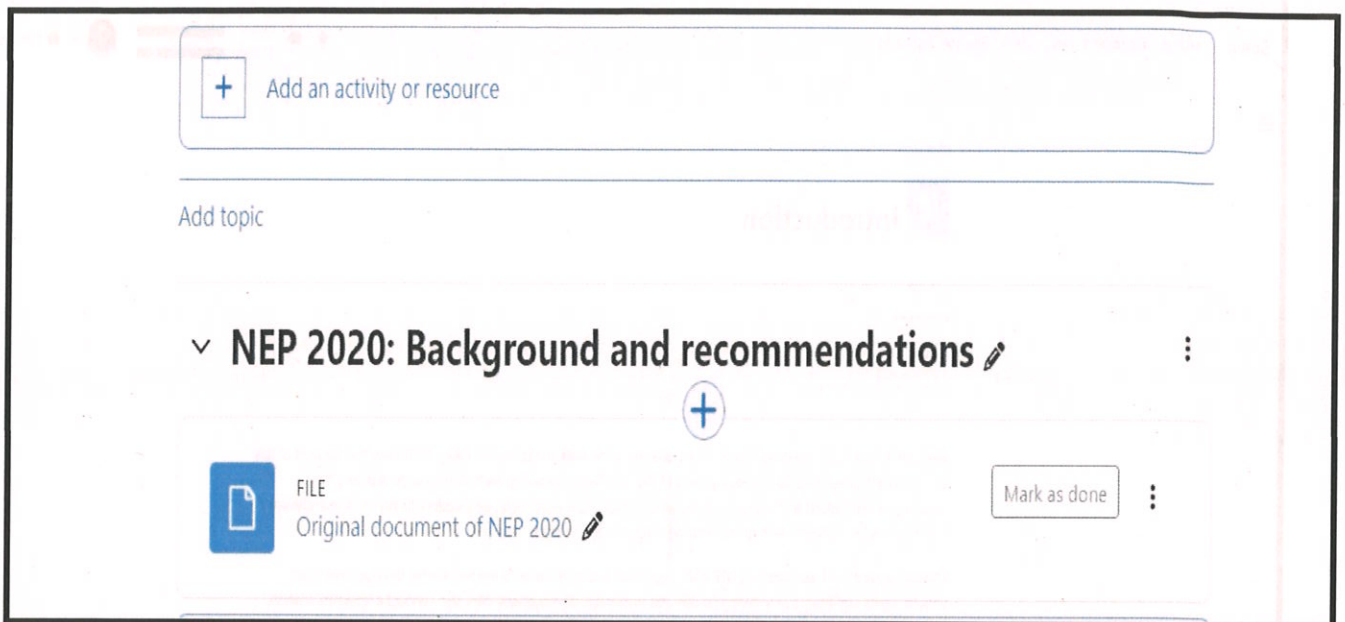 Add an activity or resource
Add topic
NEP 2020: Background and recommendations
FILE
Mark as done
Original document of NEP 2020